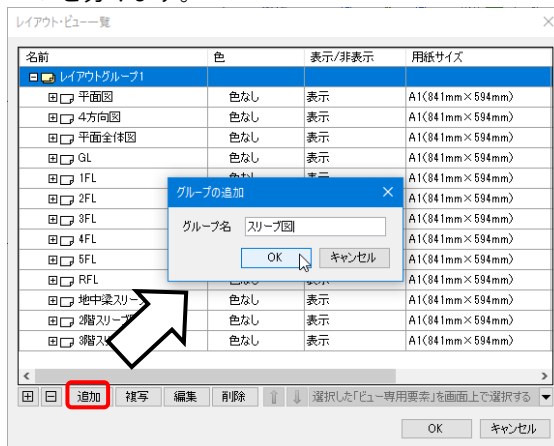 レイアウト・ビュー一覧
名前 色 表示/非表示 用紙サイズ
レイアウトグループ1
平面図 色なし 表示 A1(841mm×594mm)
4方向図 色なし 表示 A1(841mm×594mm)
平面全体図 色なし 表示 A1(841mm×594mm)
GL 色なし 表示 A1(841mm×594mm)
1FL A1(841mm×594mm)
2FL A1(841mm×594mm)
3FL A1(841mm×594mm)
4FL A1(841mm×594mm)
5FL A1(841mm×594mm)
RFL A1(841mm×594mm)
グループの追加
グループ名 スリーブ図
OK キャンセル
地中梁スリーブ 色なし 表示 A1(841mm×594mm)
2階スリーブ 色なし 表示 A1(841mm×594mm)
3階ス 色なし 表示 A1(841mm×594mm)
追加 複写 編集 削除 選択した「ビュー専用要素」を画面上で選択する
OK キャンセル